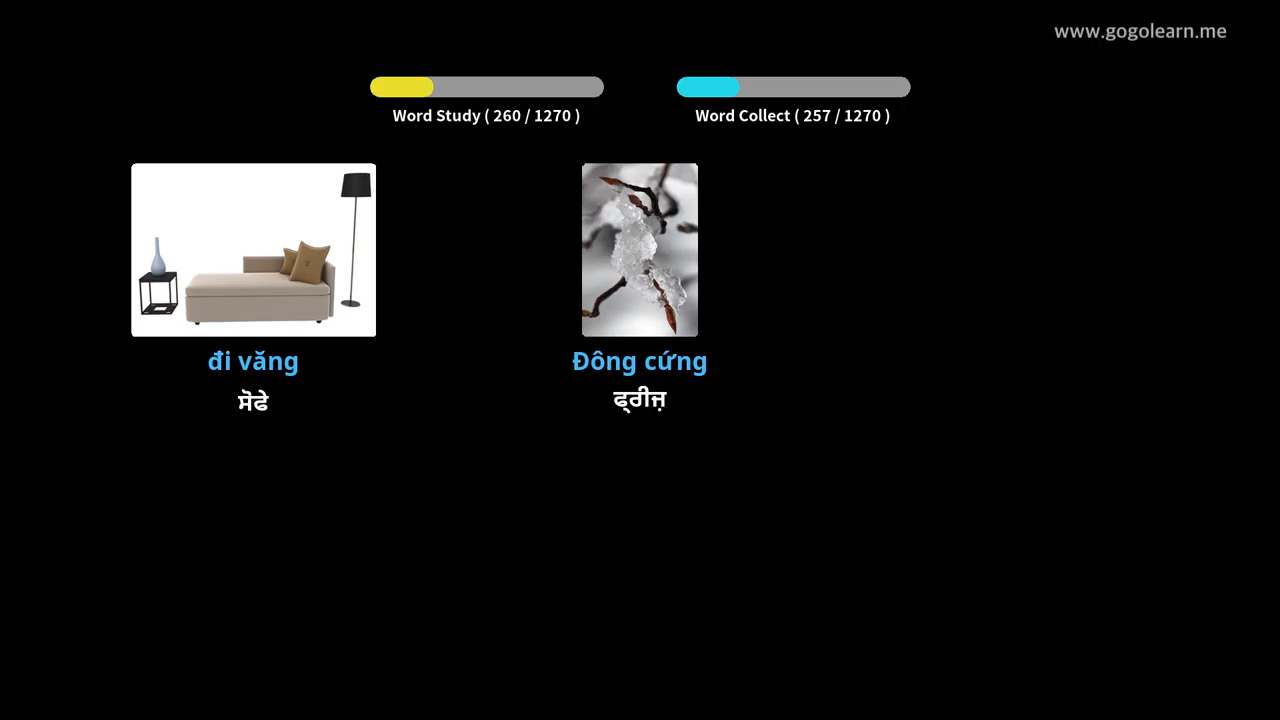 www.gogolearn.me
Word Study ( 260 / 1270 )
Word Collect ( 257 / 1270 )
đi văng
ਸੋਫੇ
Đông cứng
ਫ੍ਰੀਜ਼